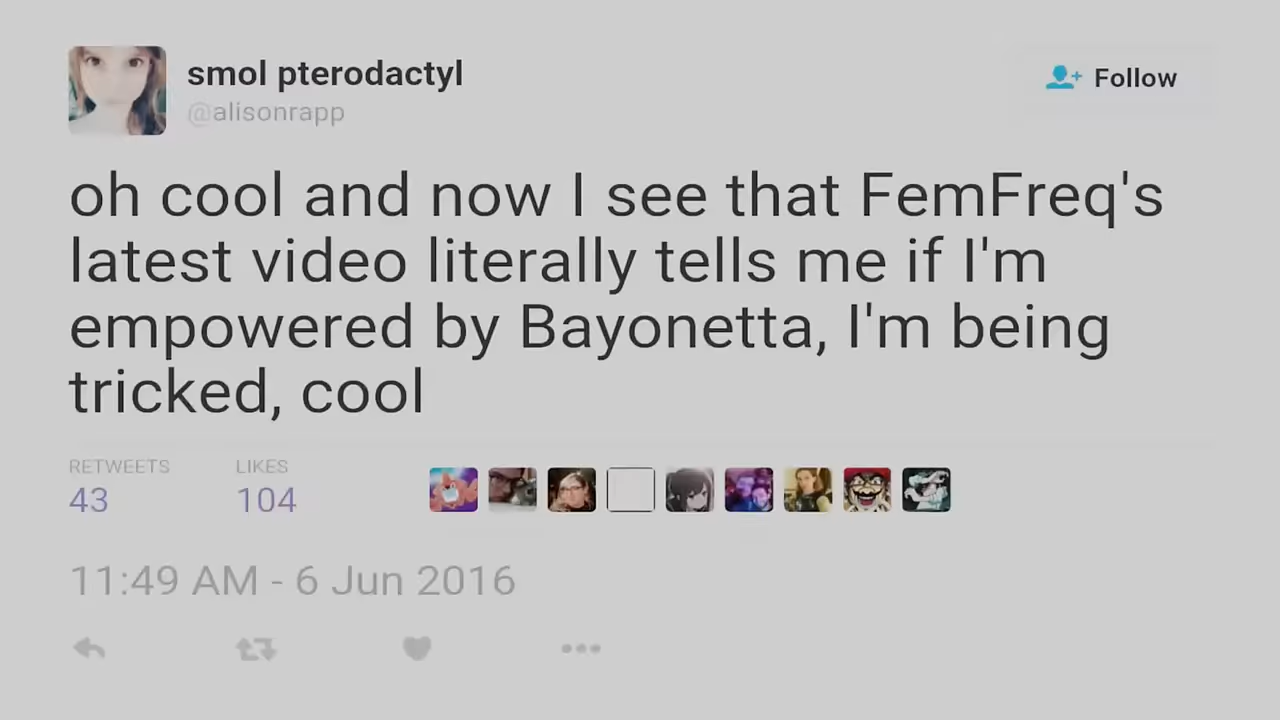 smol pterodactyl
@alisonrapp
Follow
oh cool and now I see that FemFreq's
latest video literally tells me if I'm
empowered by Bayonetta, I'm being
tricked, cool
RETWEETS
LIKES
43
104
11:49 AM - 6 Jun 2016